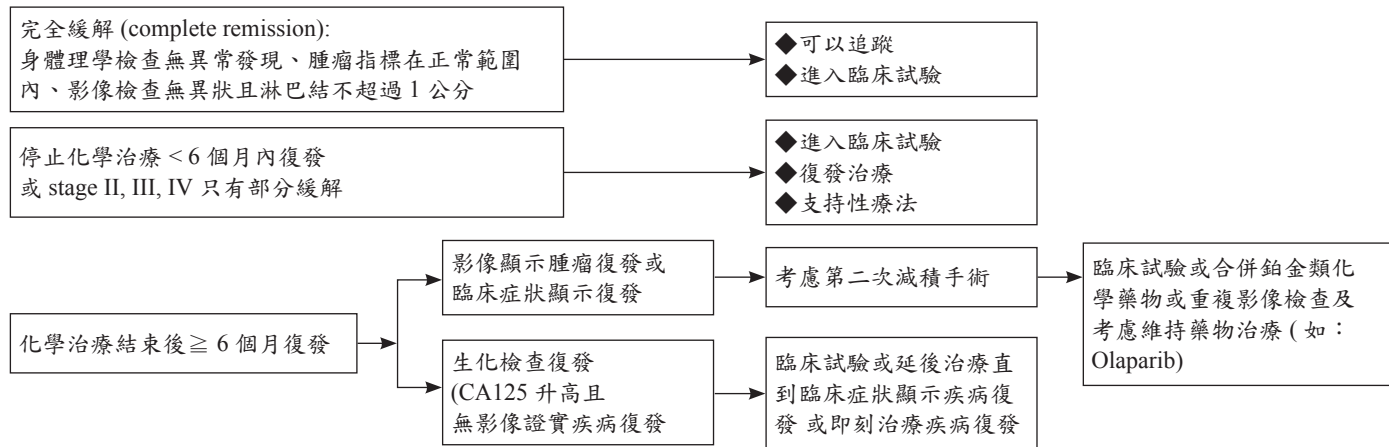 完全緩解 (complete remission):
身體理學檢查無異常發現、腫瘤指標在正常範圍
內、影像檢查無異狀且淋巴結不超過 1 公分
◆可以追蹤
◆進入臨床試驗
停止化學治療 < 6 個月內復發
或 stage II, III, IV 只有部分緩解
◆進入臨床試驗
◆復發治療
◆支持性療法
化學治療結束後≧ 6 個月復發
影像顯示腫瘤復發或
臨床症狀顯示復發
考慮第二次減積手術
臨床試驗或合併鉑金類化
學藥物或重複影像檢查及
考慮維持藥物治療 ( 如：
Olaparib)
生化檢查復發
(CA125 升高且
無影像證實疾病復發
臨床試驗或延後治療直
到臨床症狀顯示疾病復
發 或即刻治療疾病復發